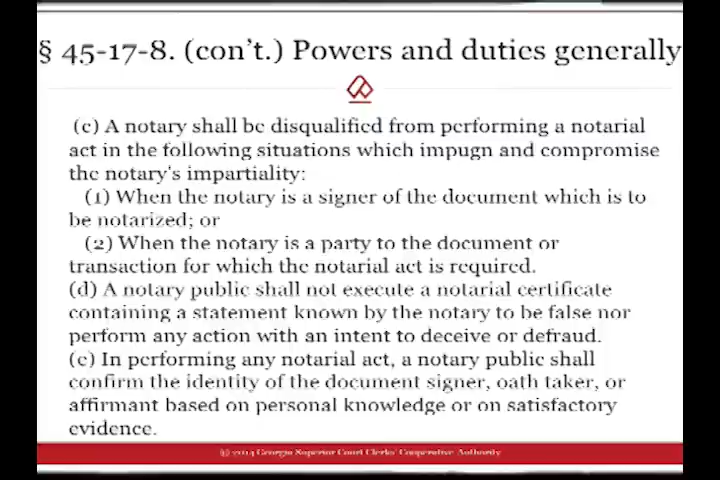 § 45-17-8. (con't.) Powers and duties generally
(c) A notary shall be disqualified from performing a notarial
act in the following situations which impugn and compromise
the notary's impartiality:
(1) When the notary is a signer of the document which is to
be notarized; or
(2) When the notary is a party to the document or
transaction for which the notarial act is required.
(d) A notary public shall not execute a notarial certificate
containing a statement known by the notary to be false nor
perform any action with an intent to deceive or defraud.
(e) In performing any notarial act, a notary public shall
confirm the identity of the document signer, oath taker, or
affirmant based on personal knowledge or on satisfactory
evidence.
© 2014 Georgia Superior Court Clerks' Cooperative Authority